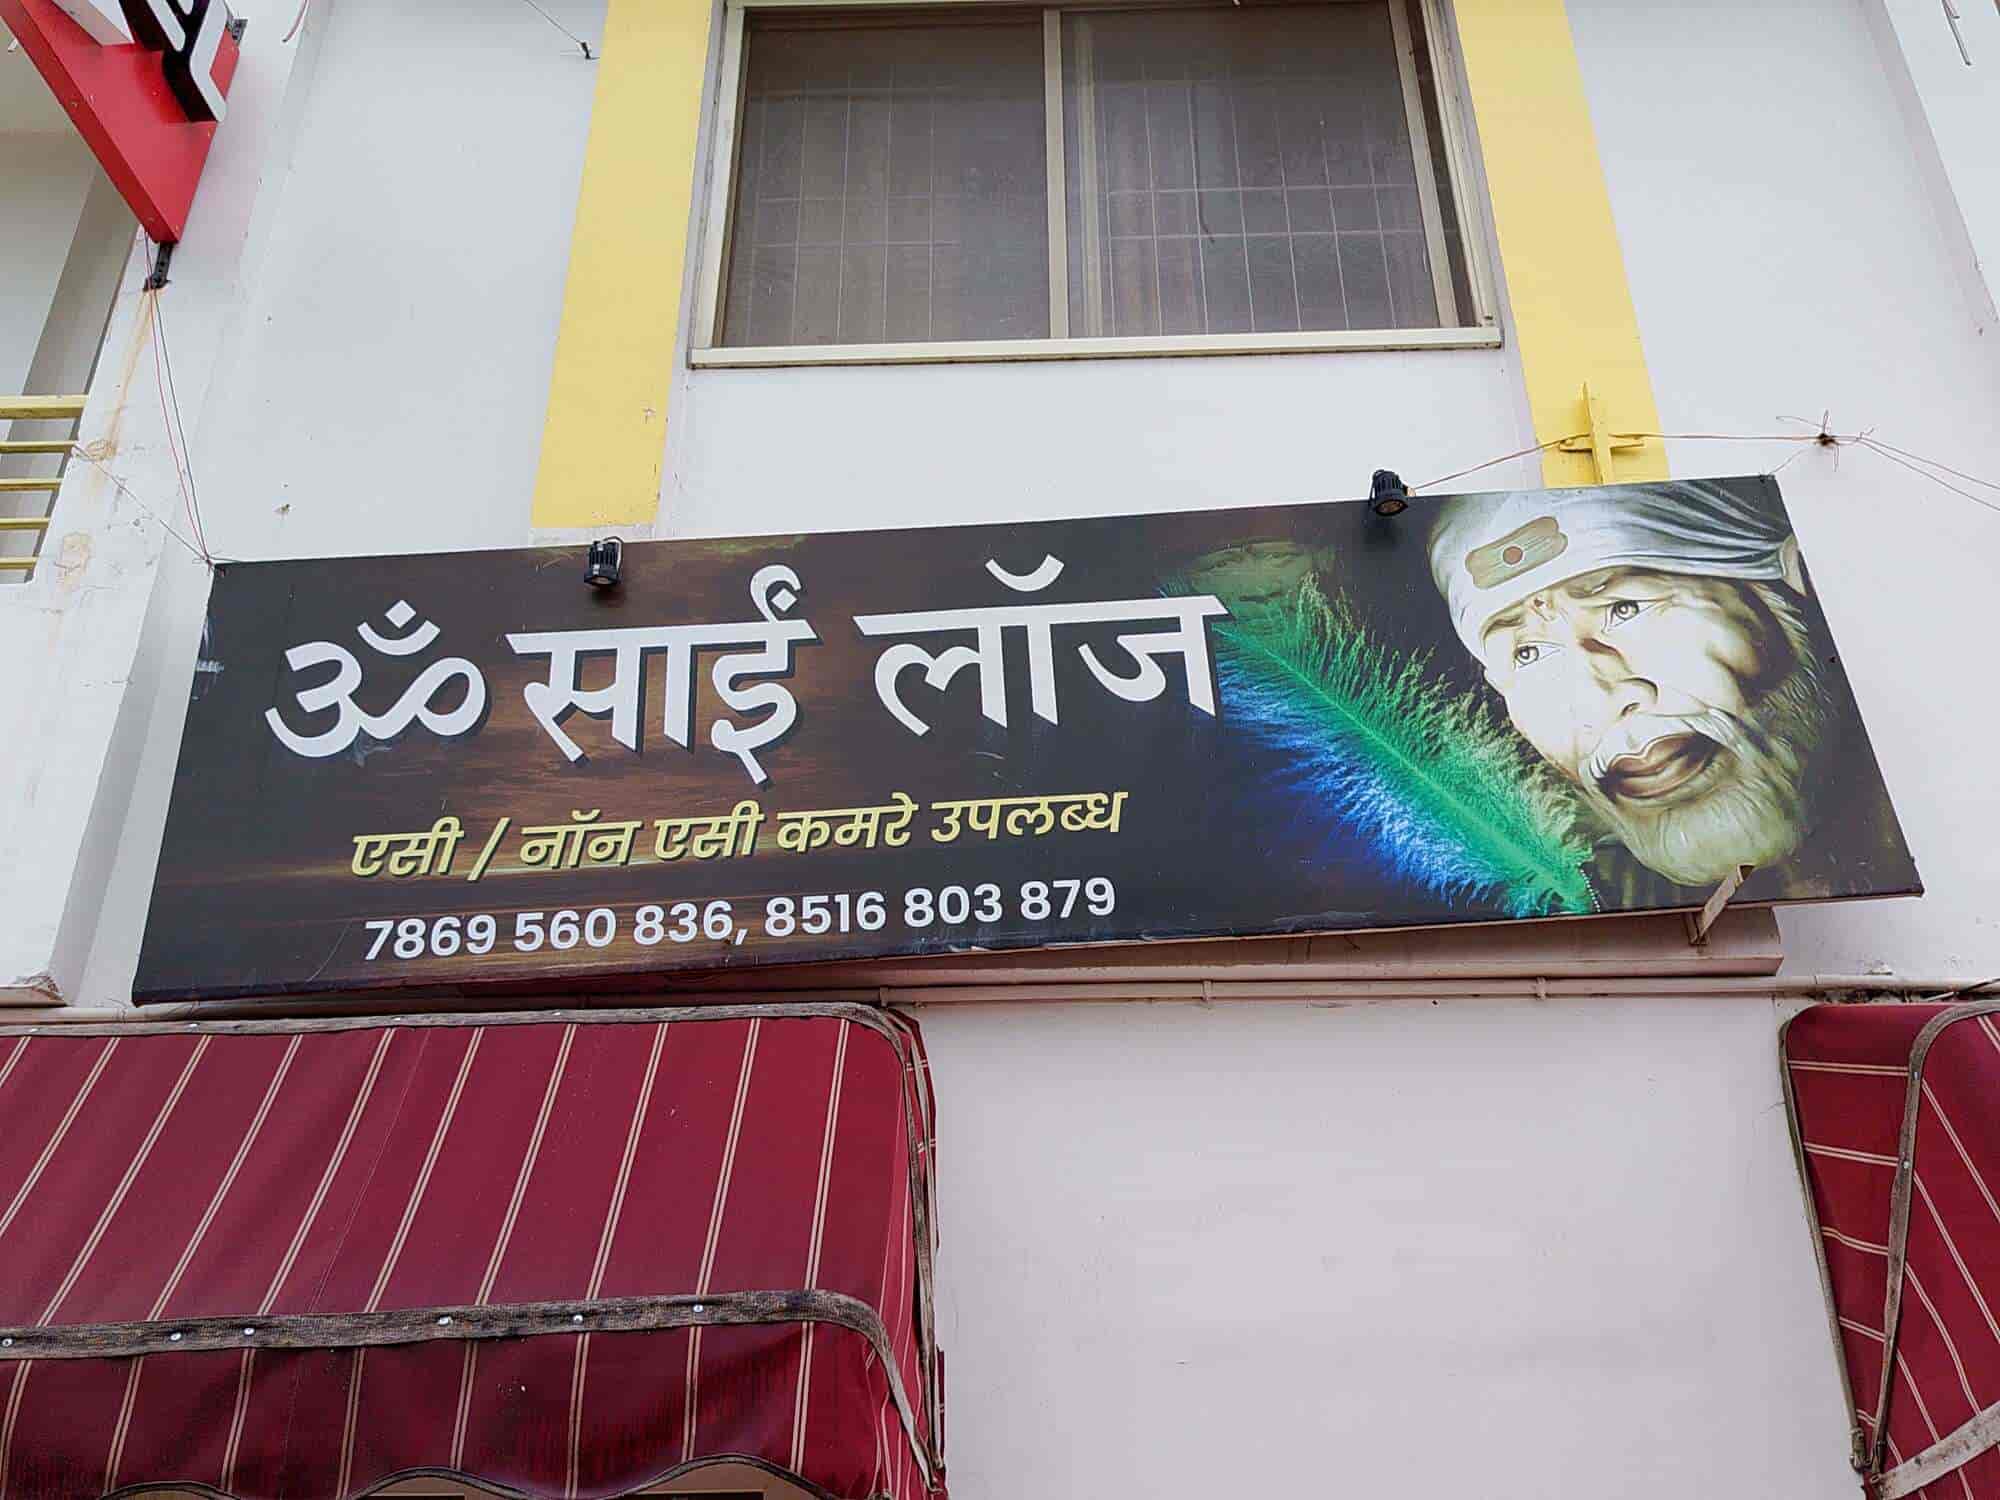 ॐ साईं लॉज
एसी / नॉन एसी कमरे उपलब्ध
7869 560 836, 8516 803 879